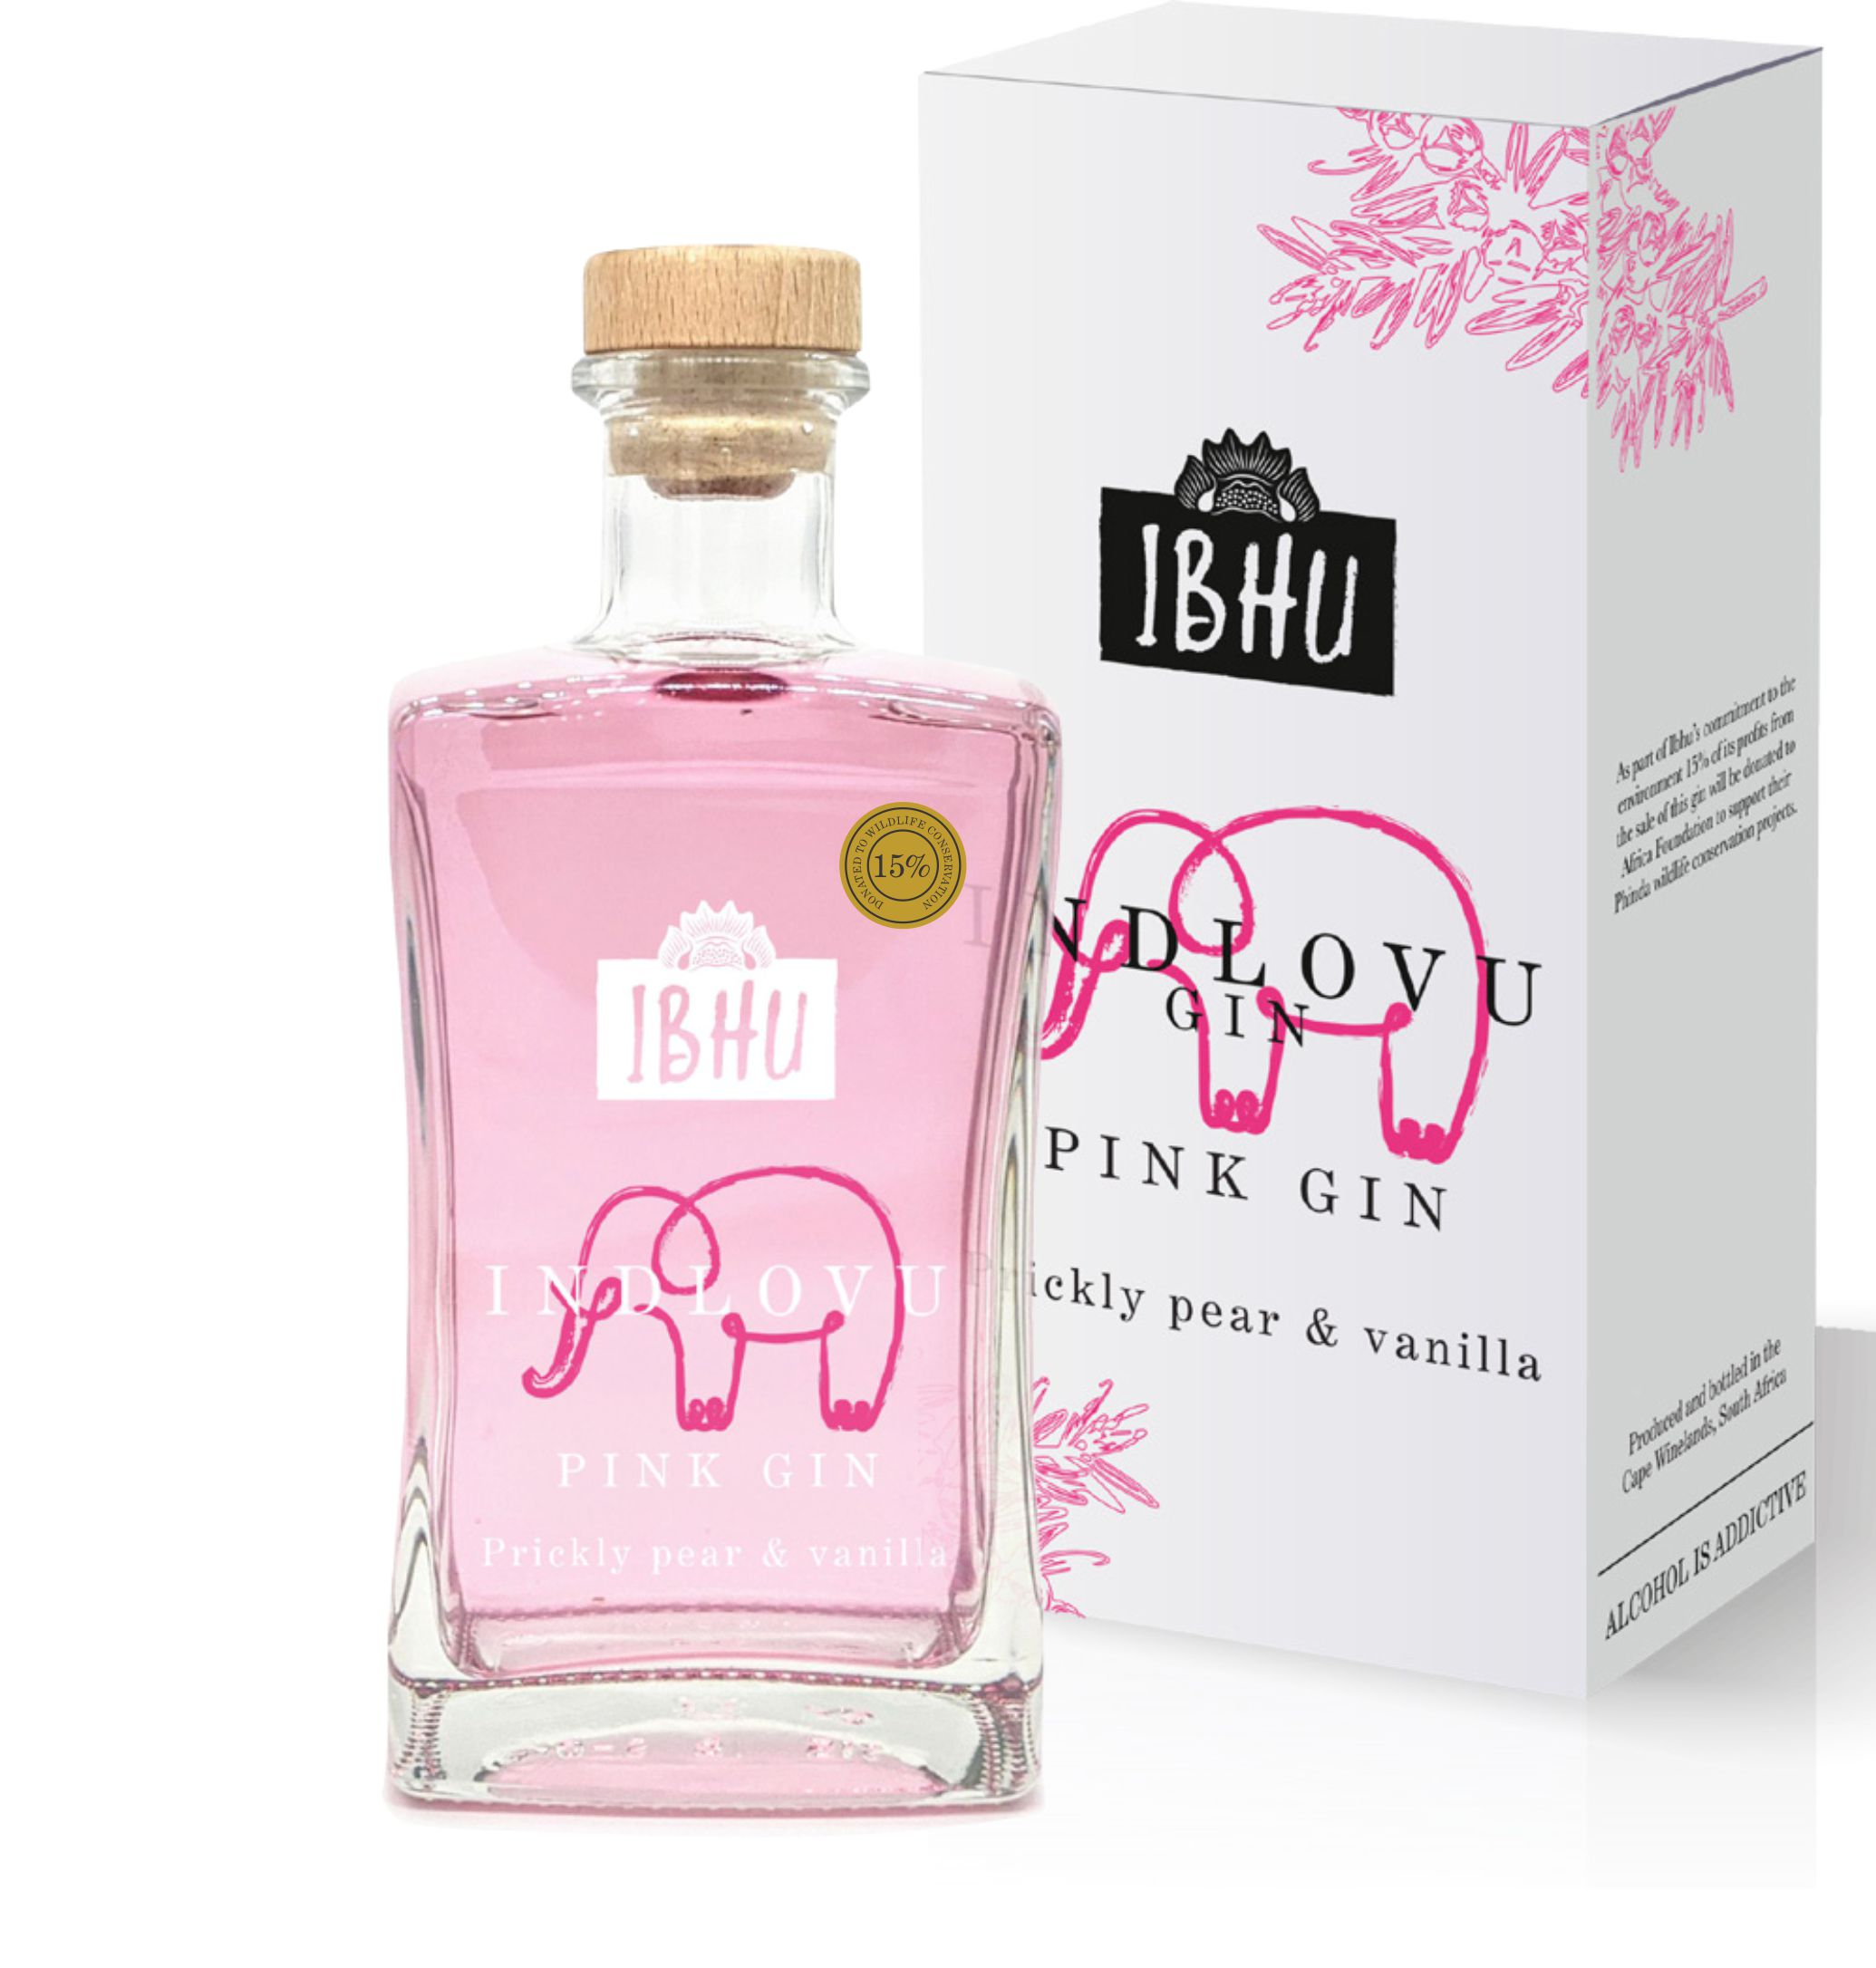 DONATED TO WILDLIFE CONSERVATION
15%
IBHU
INDLOVU
PINK GIN
Prickly pear & vanilla
IBHU
INDLOVU
GIN
PINK GIN
Prickly pear & vanilla
As part of Ibhu's commitment to the
environment 15% of its profits from
the sale of this gin will be donated to
Africa Foundation to support their
Phinda wildlife conservation projects.
Produced and bottled in the
Cape Winelands, South Africa
ALCOHOL IS ADDICTIVE